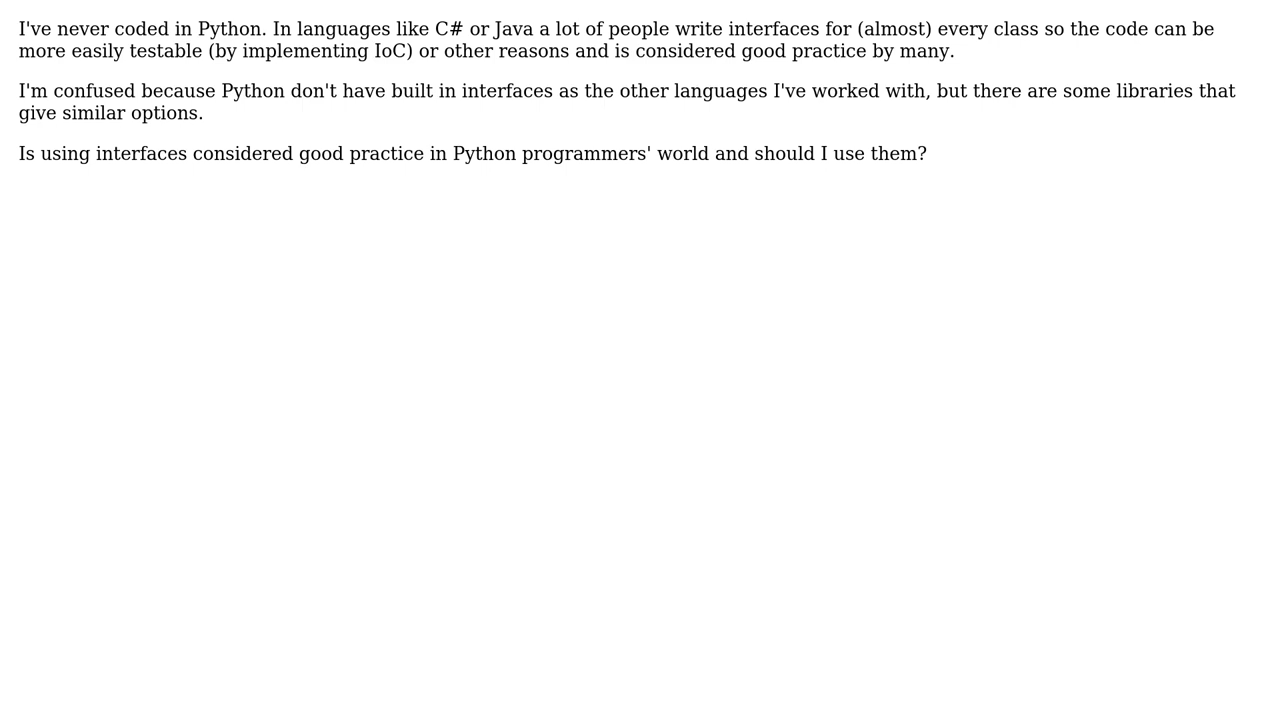 I've never coded in Python. In languages like C# or Java a lot of people write interfaces for (almost) every class so the code can be
more easily testable (by implementing IoC) or other reasons and is considered good practice by many.
I'm confused because Python don't have built in interfaces as the other languages I've worked with, but there are some libraries that
give similar options.
Is using interfaces considered good practice in Python programmers' world and should I use them?